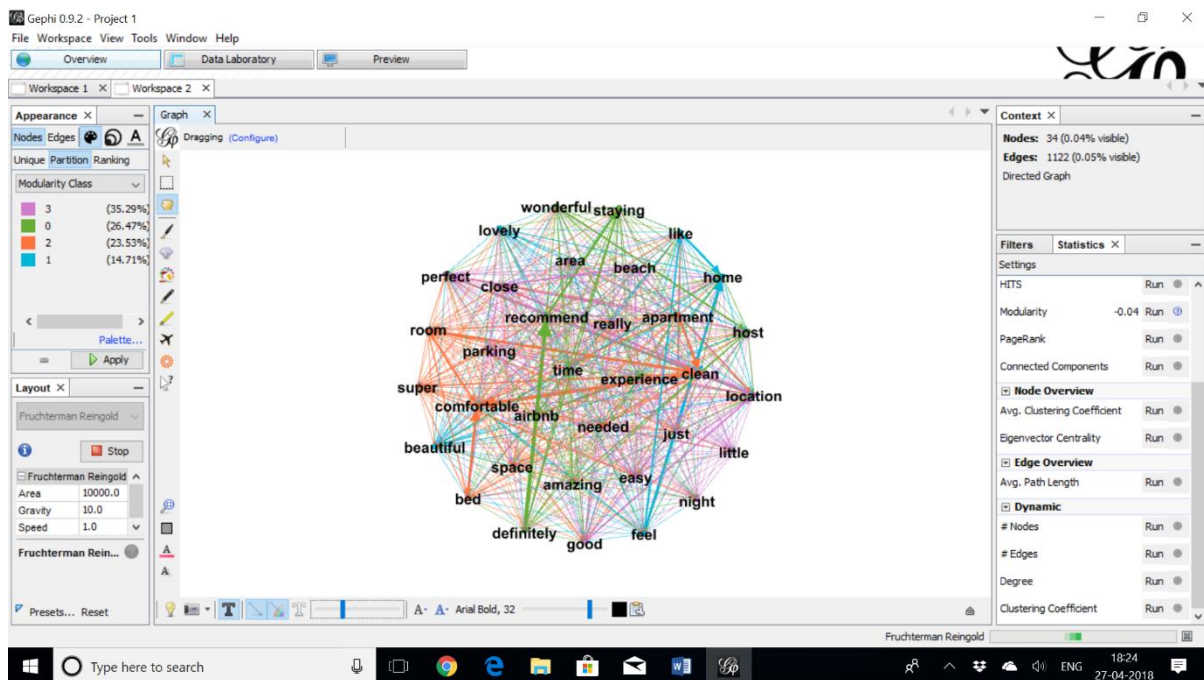 Gephi 0.9.2 - Project 1
File Workspace View Tools Window Help
Overview Data Laboratory Preview
Workspace 1 Workspace 2
Appearance
Nodes Edges
Unique Partition Ranking
Modularity Class
3 (35.29%)
0 (26.47%)
2 (23.53%)
1 (14.71%)
Palette...
Apply
Layout
Fruchterman Reingold
Stop
Fruchterman Reingold
Area 10000.0
Gravity 10.0
Speed 1.0
Fruchterman Rein...
Presets... Reset
Graph
Dragging (Configure)
wonderful staying
lovely like
area beach
perfect close home
recommend really apartment
room host
parking
time experience clean
super location
comfortable airbnb
needed just
beautiful little
space
amazing easy
bed night
definitely good feel
A- A- Arial Bold, 32
Context
Nodes: 34 (0.04% visible)
Edges: 1122 (0.05% visible)
Directed Graph
Filters Statistics
Settings
HITS Run
Modularity -0.04 Run
PageRank Run
Connected Components Run
Node Overview
Avg. Clustering Coefficient Run
Eigenvector Centrality Run
Edge Overview
Avg. Path Length Run
Dynamic
# Nodes Run
# Edges Run
Degree Run
Clustering Coefficient Run
Fruchterman Reingold
Type here to search
ENG
18:24
27-04-2018